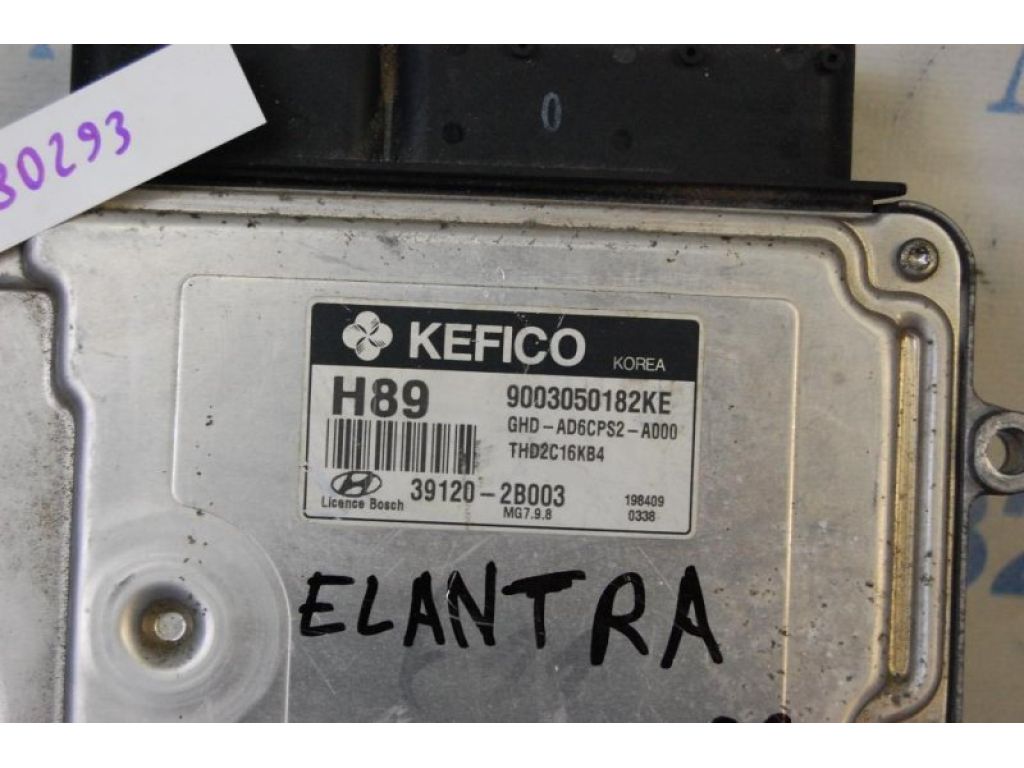 30293
0
KEFICO
KOREA
H89
9003050182KE
GHD-AD6CPS2-A000
THD2C16KB4
39120-2B003
Licence Bosch
MG7.9.8
198409
0338
ELANTRA